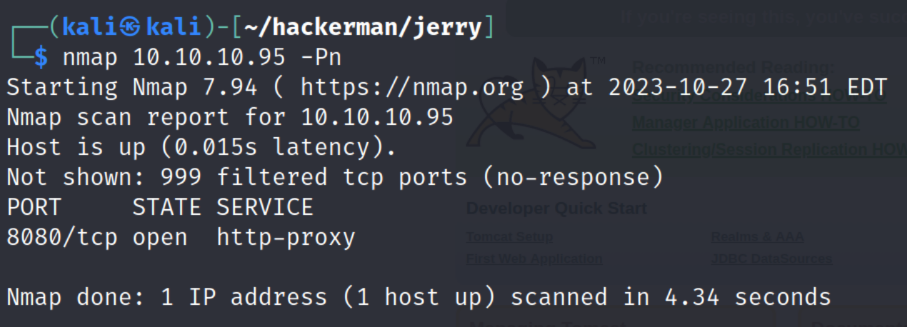 ┌──(kali㉿kali)-[~/hackerman/jerry]
└─$ nmap 10.10.10.95 -Pn
Starting Nmap 7.94 ( https://nmap.org ) at 2023-10-27 16:51 EDT
Nmap scan report for 10.10.10.95
Host is up (0.015s latency).
Not shown: 999 filtered tcp ports (no-response)
PORT     STATE SERVICE
8080/tcp open  http-proxy
Nmap done: 1 IP address (1 host up) scanned in 4.34 seconds
TM
Recommended Reading:
Manager Application HOW-TO
Clustering/Session Replication HOW
Developer Quick Start
Tomcat Setup
Realms & AAA
First Web Application
JDBC DataSources